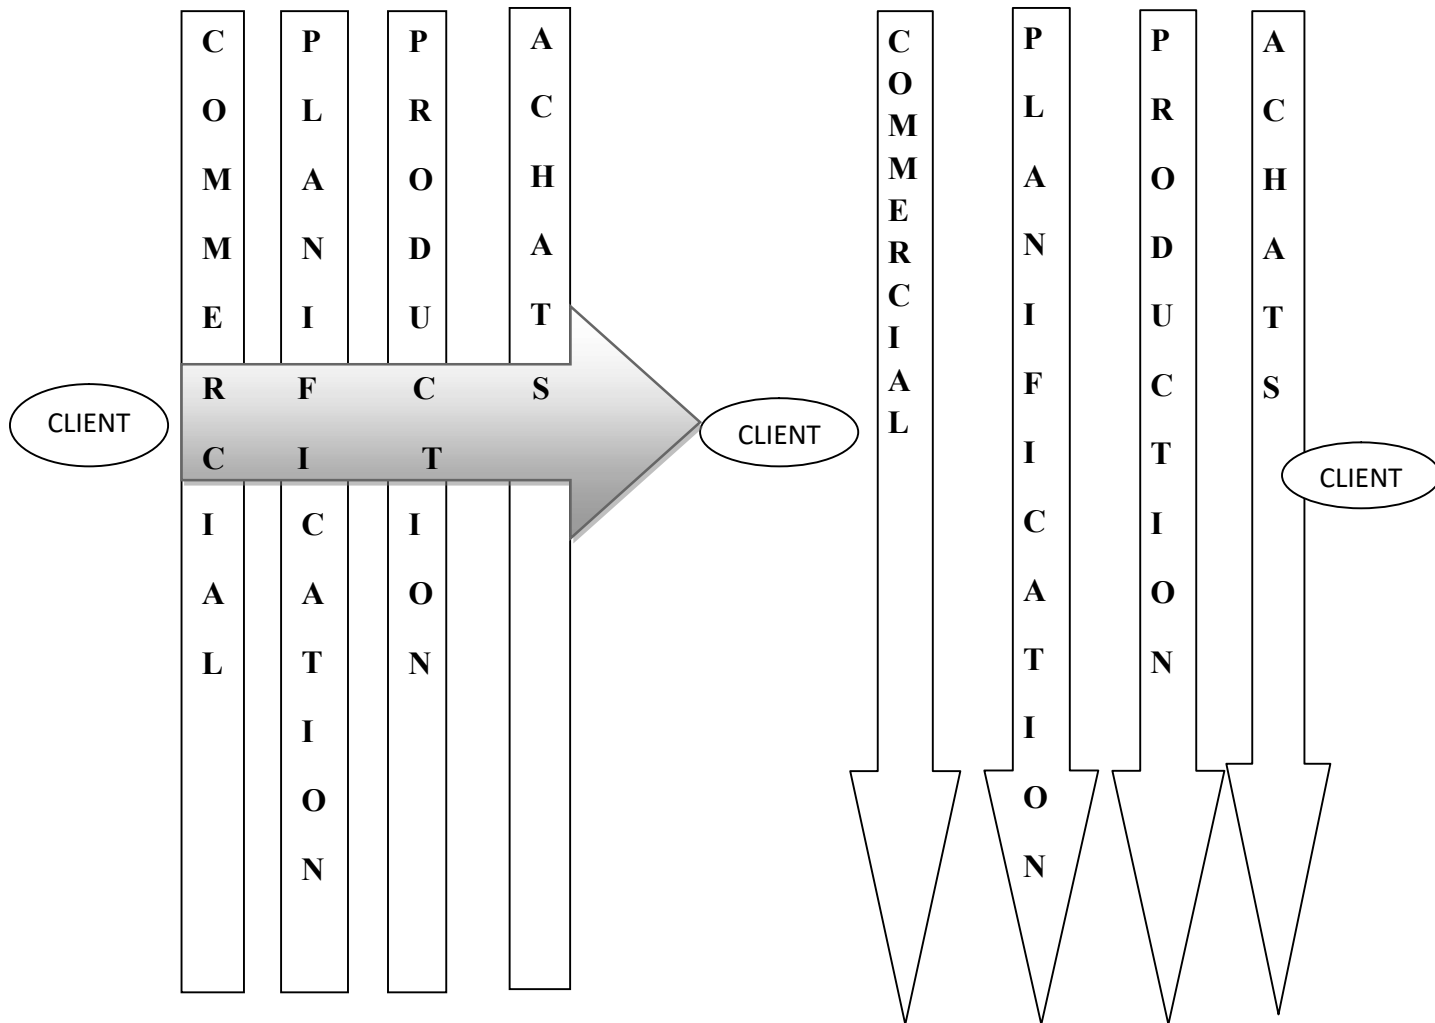 COMMERCIAL
PLANIFICATION
PRODUCTION
ACHATS
CLIENT
CLIENT
COMMERCIAL
PLANIFICATION
PRODUCTION
ACHATS
CLIENT